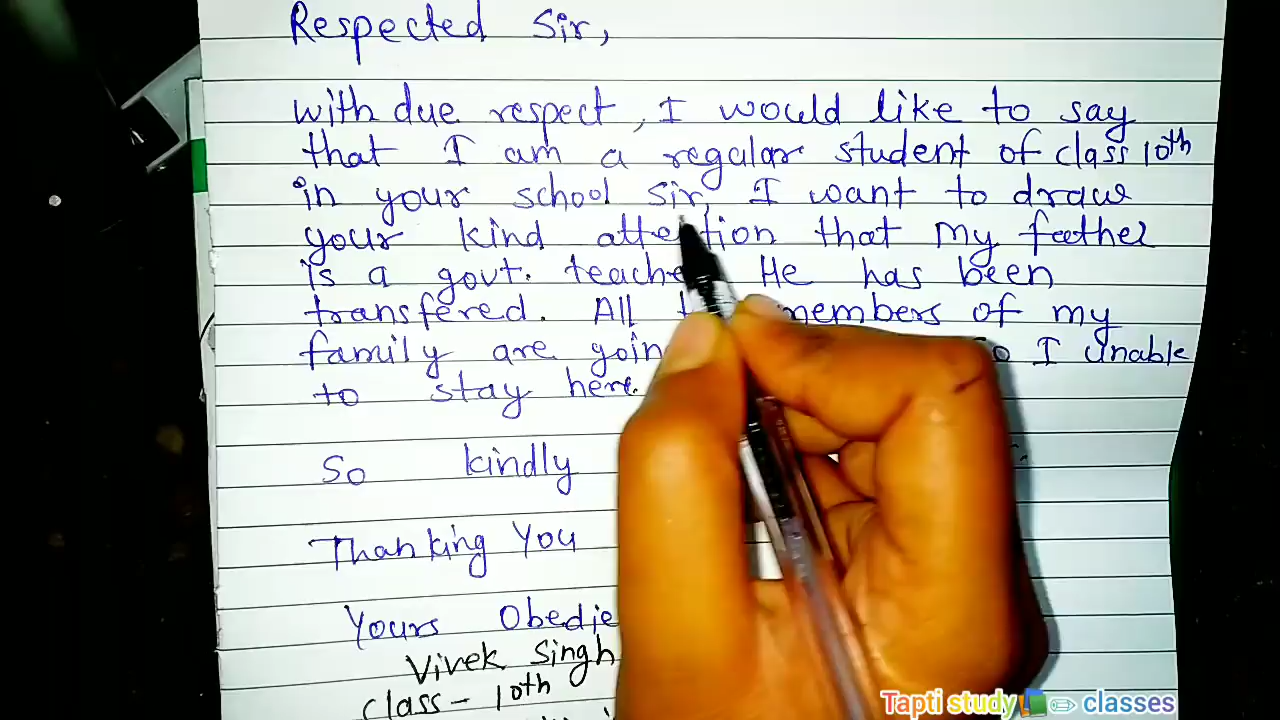 Respected Sir,
with due respect, I would like to say
that I am a regular student of class 10th
in your school Sir, I want to draw
your kind attention that my feather
is a govt. teache He has been
transfered. All members of my
family are goin I unable
to stay here.
So kindly
Thanking You
Yours Obedie
Vivek Singh
class - 10th
Tapti study classes